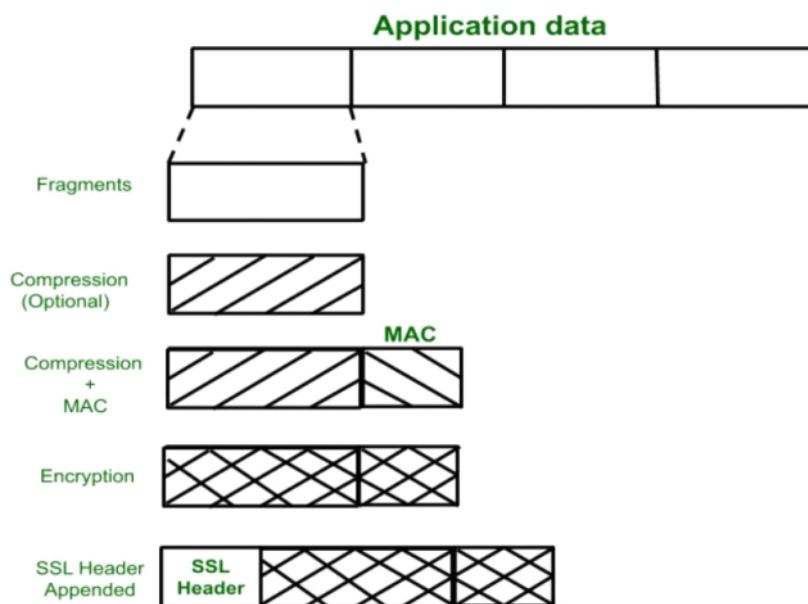 Application data
Fragments
Compression
(Optional)
MAC
Compression
+
MAC
Encryption
SSL Header
Appended
SSL
Header